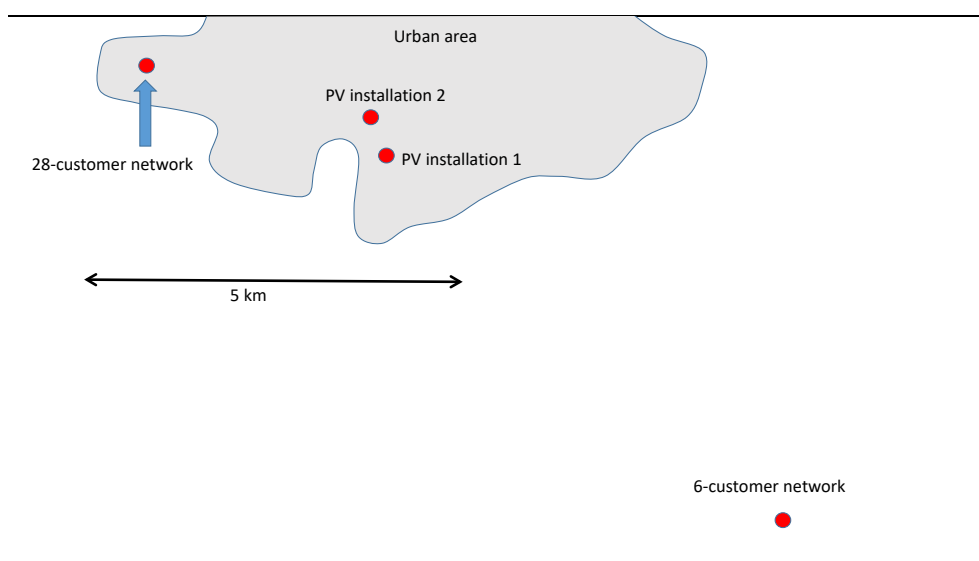 Urban area
PV installation 2
PV installation 1
28-customer network
5 km
6-customer network